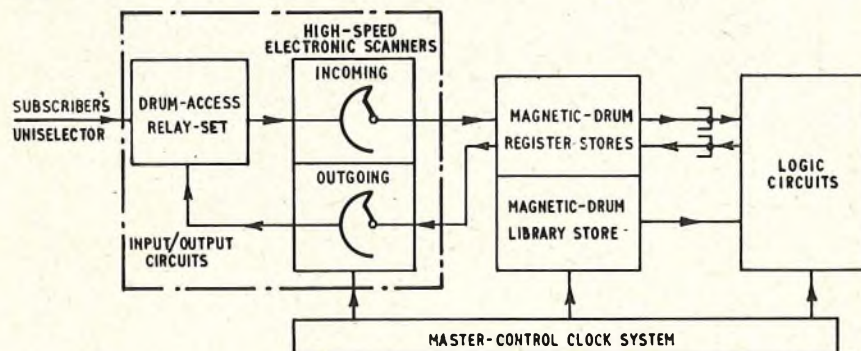 HIGH-SPEED
ELECTRONIC SCANNERS
SUBSCRIBER'S
UNISELECTOR
DRUM-ACCESS
RELAY-SET
INCOMING
OUTGOING
INPUT/OUTPUT
CIRCUITS
MAGNETIC-DRUM
REGISTER STORES
MAGNETIC-DRUM
LIBRARY STORE
LOGIC
CIRCUITS
MASTER-CONTROL CLOCK SYSTEM